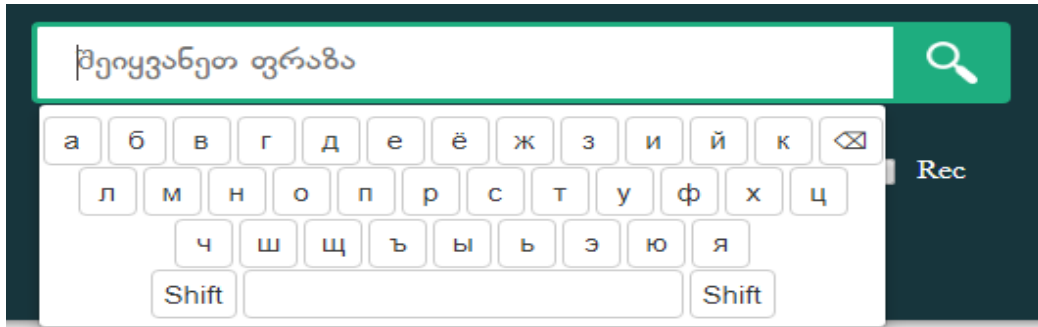 შეიყვანეთ ფრაზა
а б в г д е ё ж з и й к ⌫
Rec
л м н о п р с т у ф х ц
ч ш щ ъ ы ь э ю я
Shift Shift